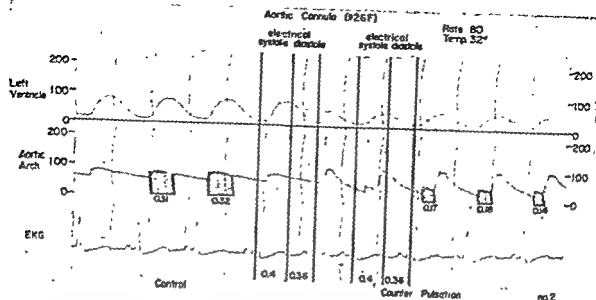 Aortic Cannula (#26F)
Rate 80
Temp. 32°
electrical
systole diastole
electrical
systole diastole
Left
Ventricle
200
100
0
200
100
0
Aortic
Arch
200
100
0
200
100
0
0.31
0.32
0.17
0.18
0.14
EKG
0.4 0.36
0.4 0.36
Control
Counter Pulsation
no.2